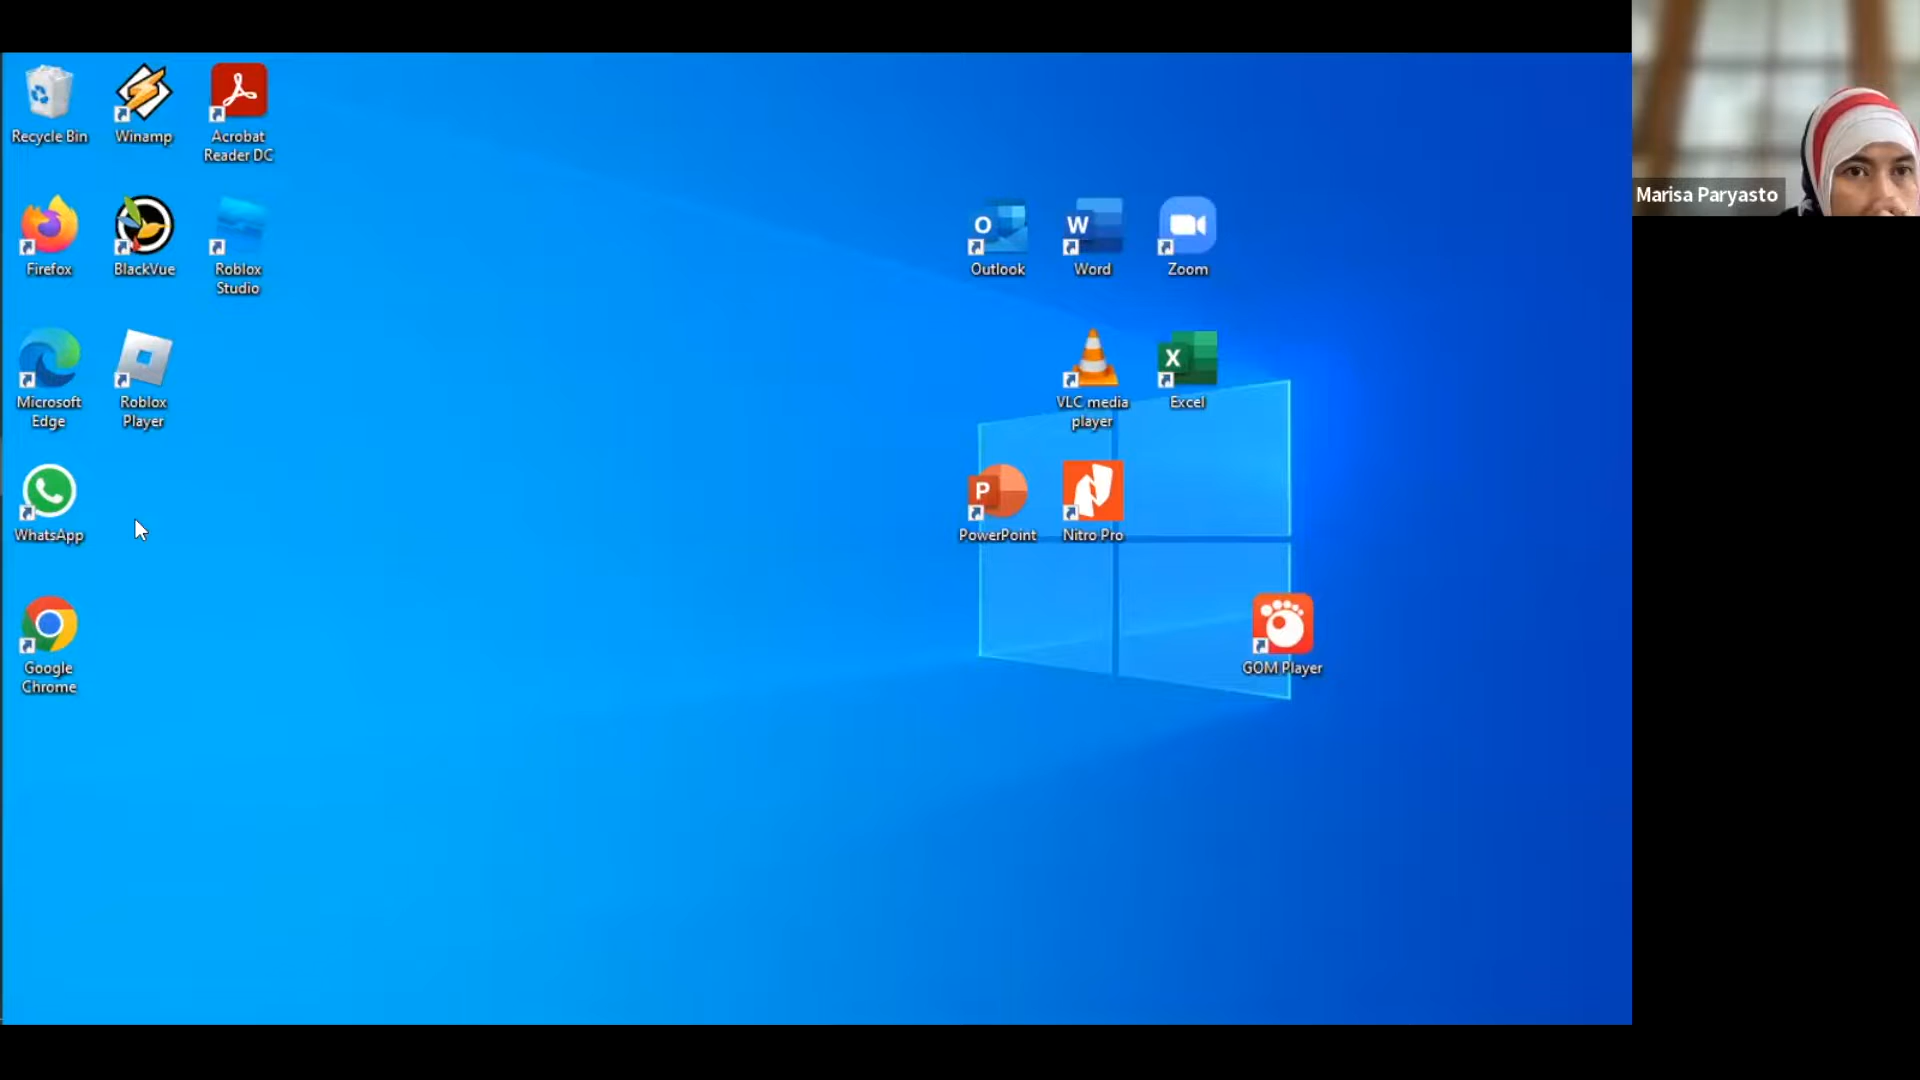 Recycle Bin
Winamp
Acrobat
Reader DC
Marisa Paryasto
Firefox
BlackVue
Roblox
Studio
Outlook
Word
Zoom
Microsoft
Edge
Roblox
Player
VLC media
player
Excel
WhatsApp
PowerPoint
Nitro Pro
Google
Chrome
GOM Player